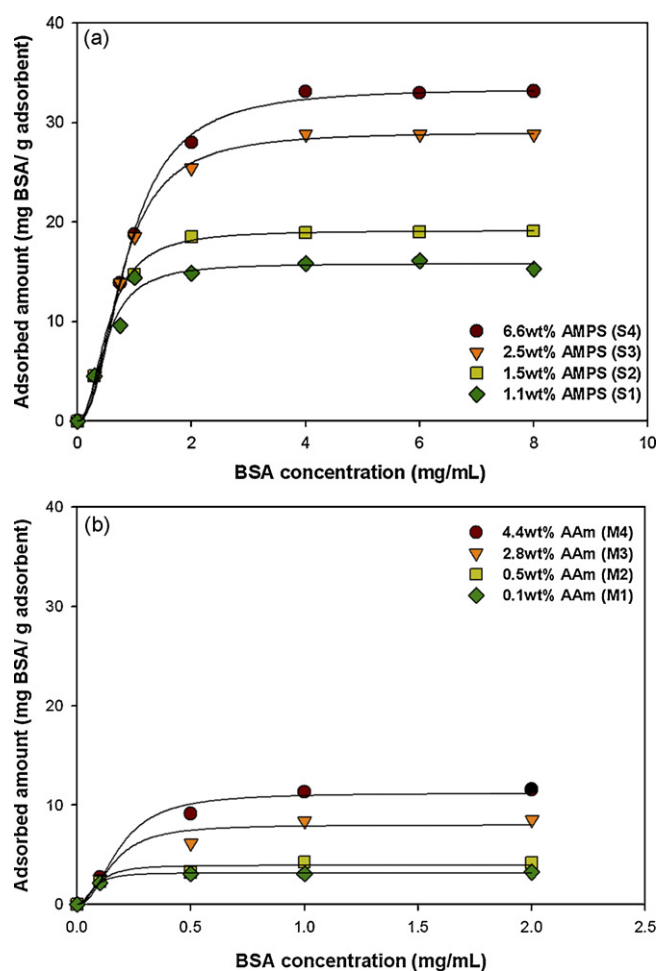 (a)
40
30
20
10
0
Adsorbed amount (mg BSA/ g adsorbent)
6.6wt% AMPS (S4)
2.5wt% AMPS (S3)
1.5wt% AMPS (S2)
1.1wt% AMPS (S1)
0 2 4 6 8 10
BSA concentration (mg/mL)
(b)
40
30
20
10
0
Adsorbed amount (mg BSA/ g adsorbent)
4.4wt% AAm (M4)
2.8wt% AAm (M3)
0.5wt% AAm (M2)
0.1wt% AAm (M1)
0.0 0.5 1.0 1.5 2.0 2.5
BSA concentration (mg/mL)